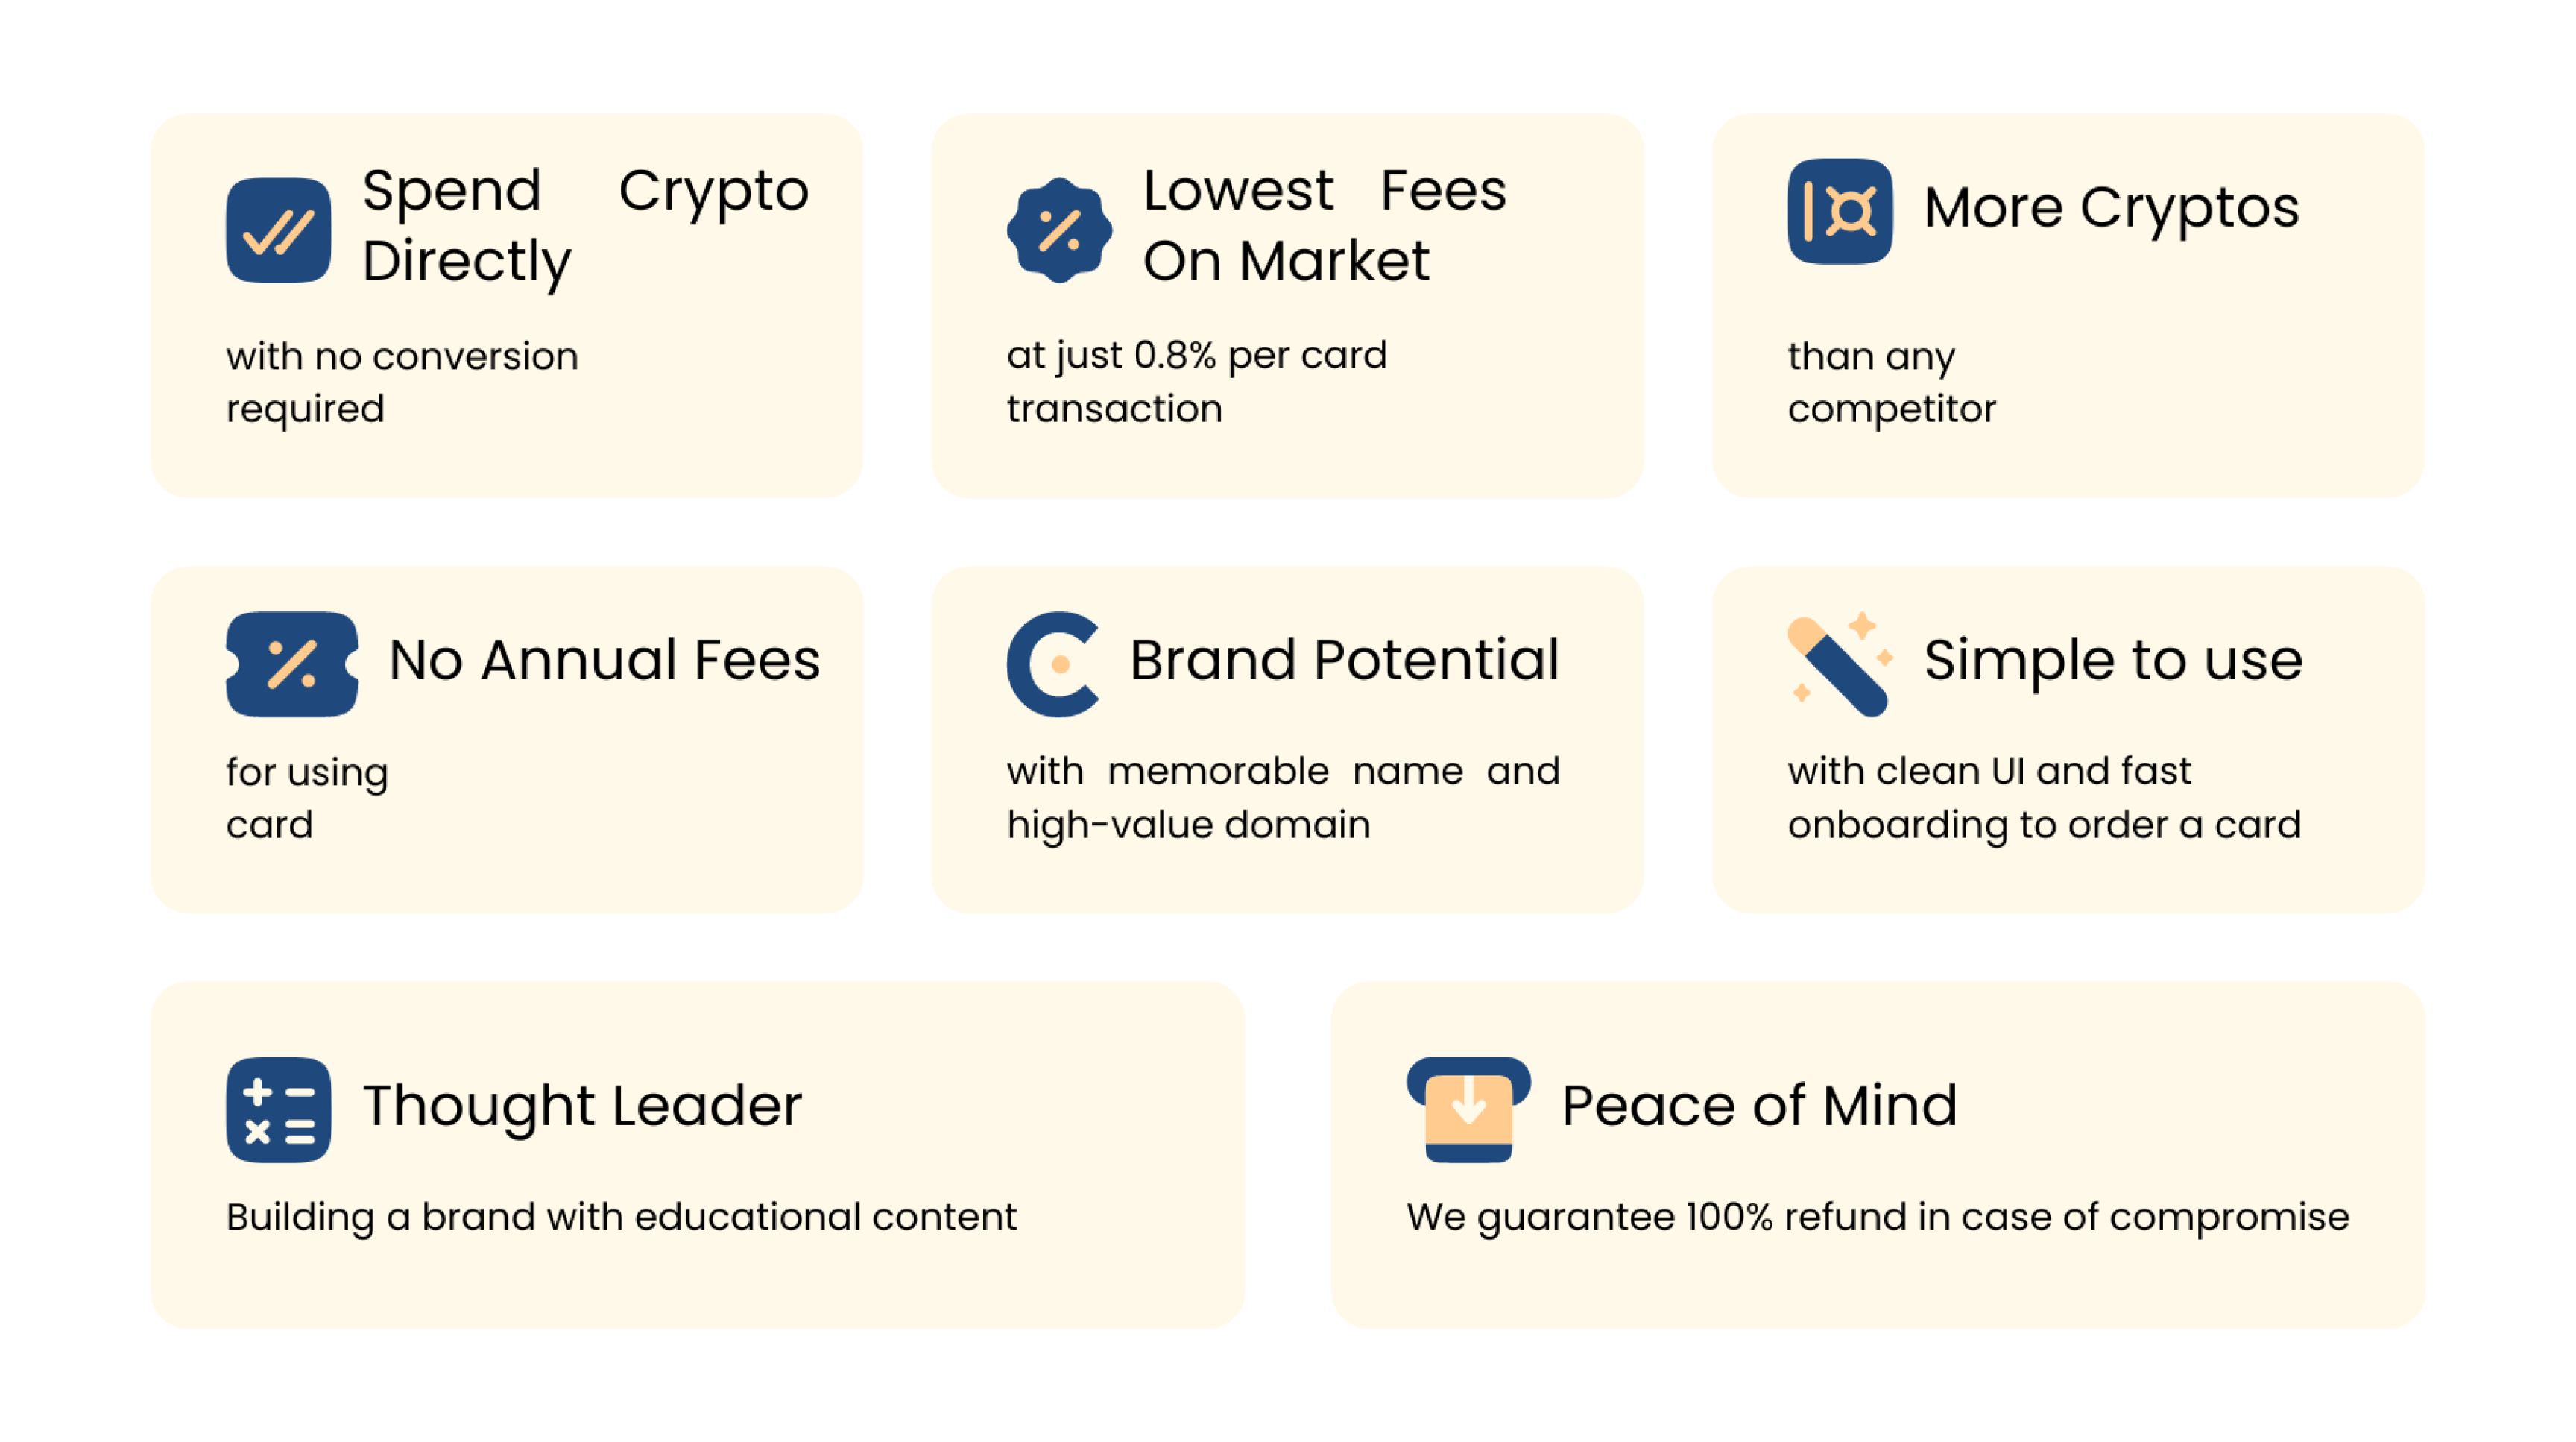 Spend Crypto
Directly
with no conversion
required
Lowest Fees
On Market
at just 0.8% per card
transaction
More Cryptos
than any
competitor
No Annual Fees
for using
card
Brand Potential
with memorable name and
high-value domain
Simple to use
with clean UI and fast
onboarding to order a card
Thought Leader
Building a brand with educational content
Peace of Mind
We guarantee 100% refund in case of compromise